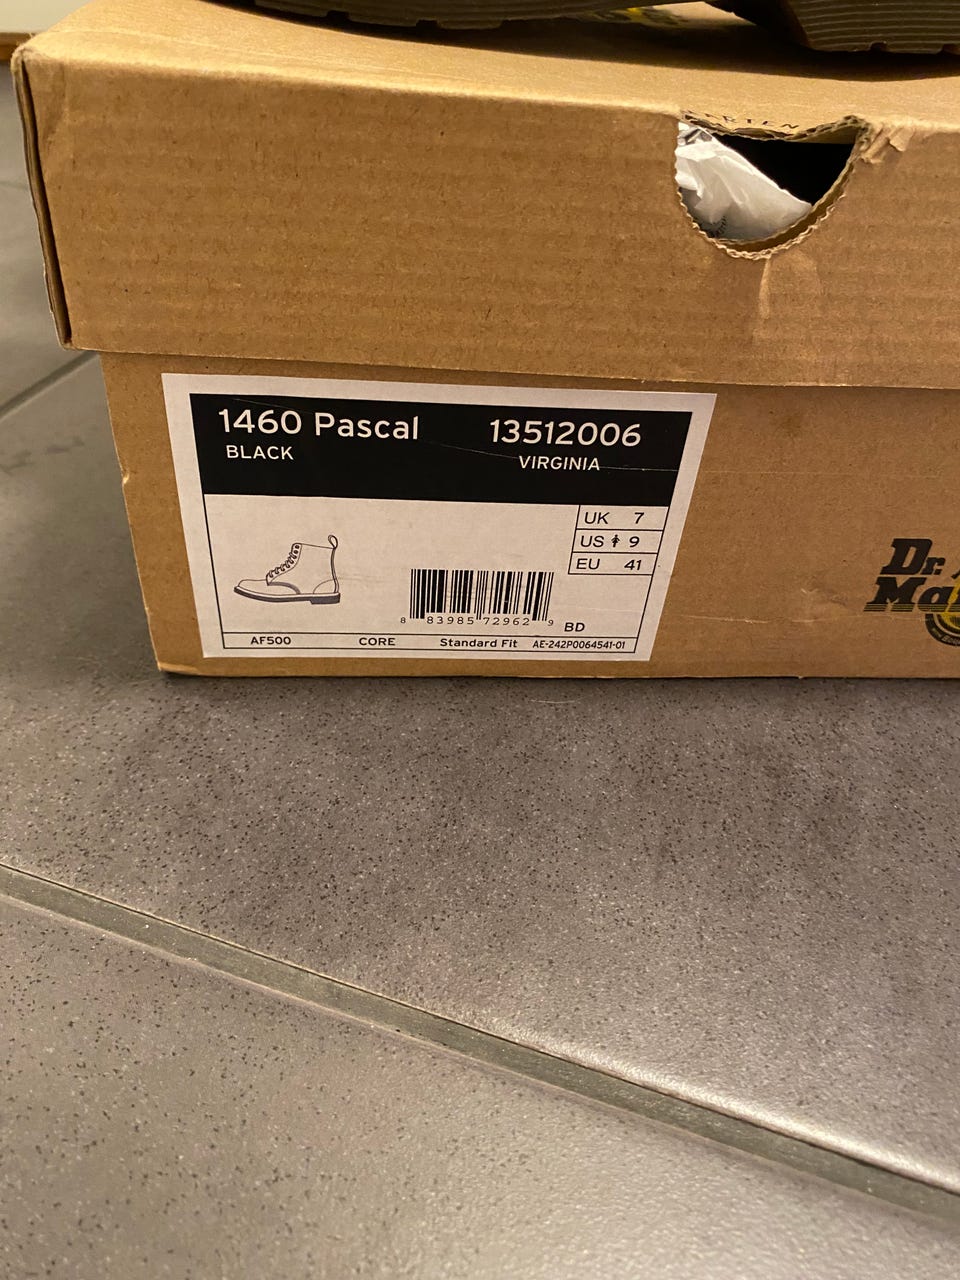 1460 Pascal
13512006
BLACK
VIRGINIA
UK 7
US 9
EU 41
8 83985 72962 9
BD
AF500
CORE
Standard Fit
AE-242P0064541-01
Dr.